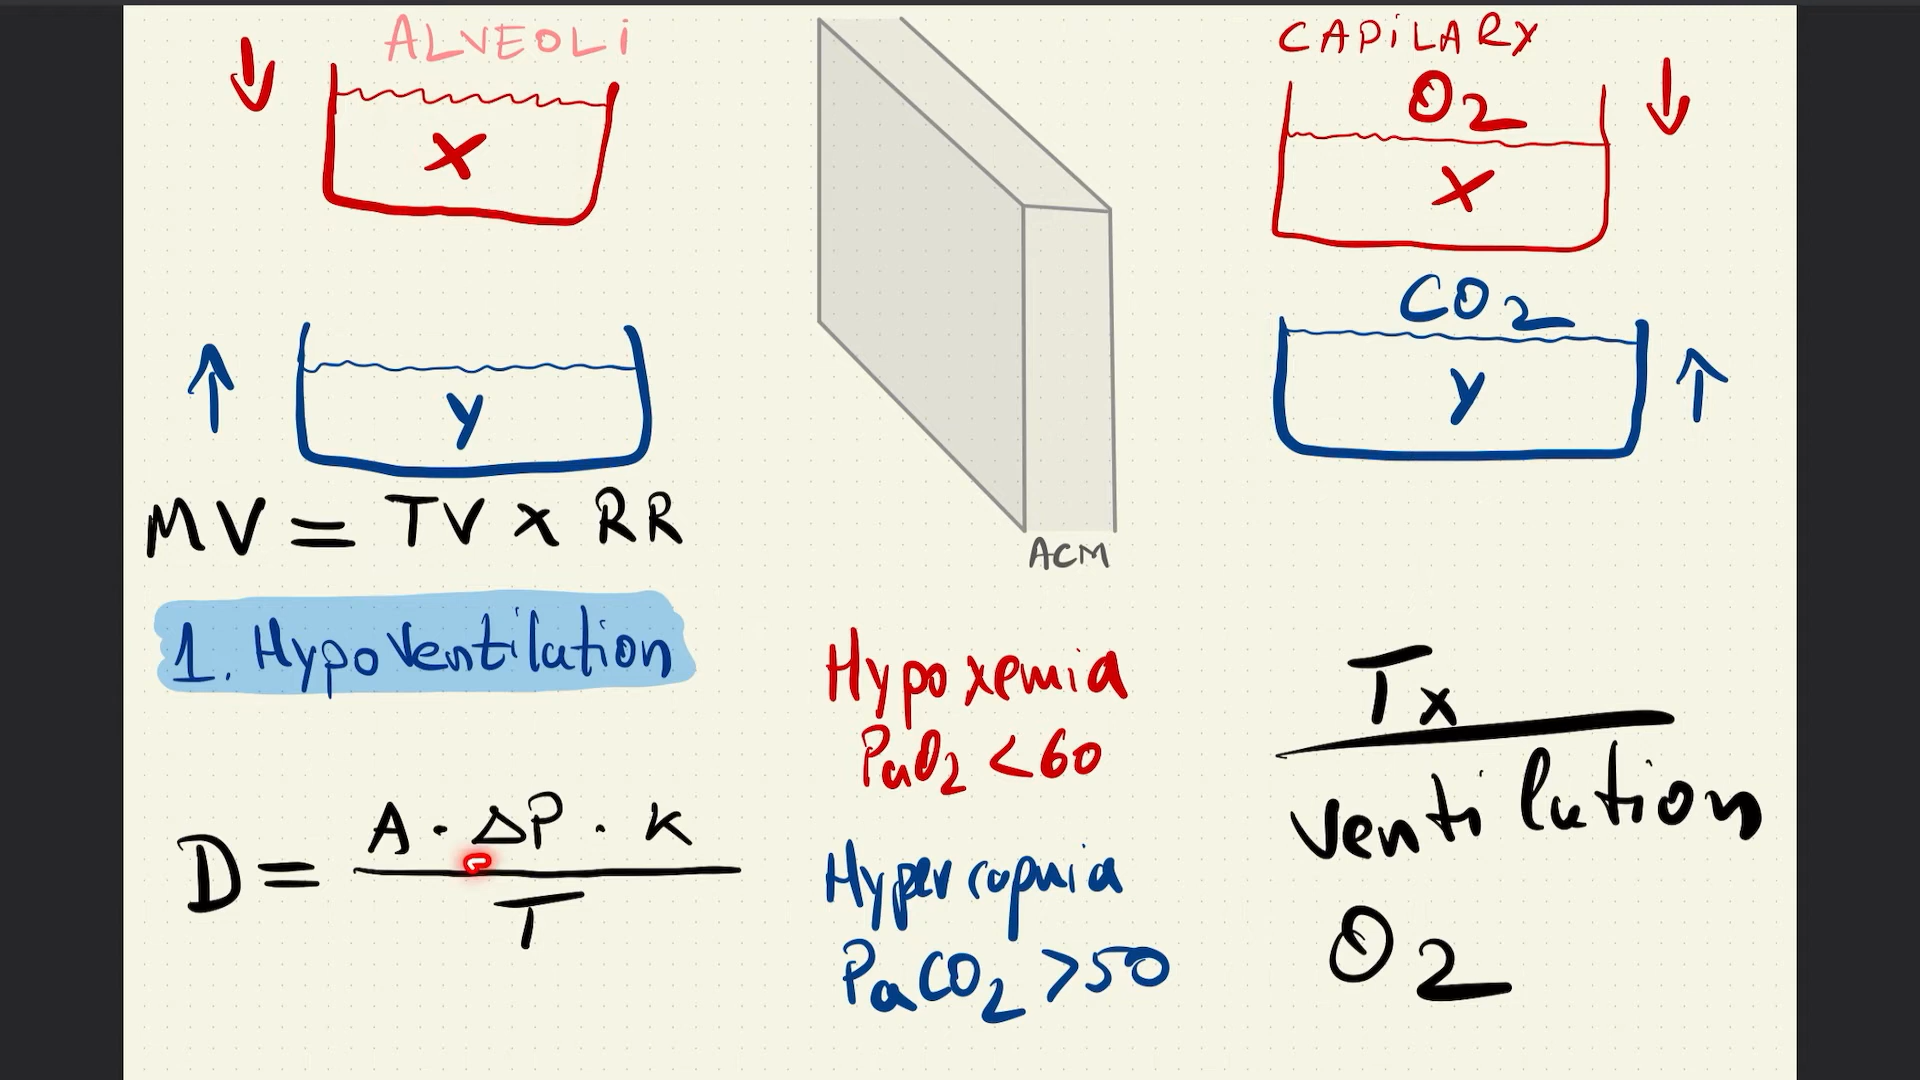 ALVEOLI
X
Y
MV = TV x RR
1. Hypoventilation
D = A · ΔP · K
T
ACM
Hypoxemia
PaO2 <60
Hypercapnia
PaCO2 >50
CAPILARY
O2
X
CO2
Y
Tx
ventilation
O2